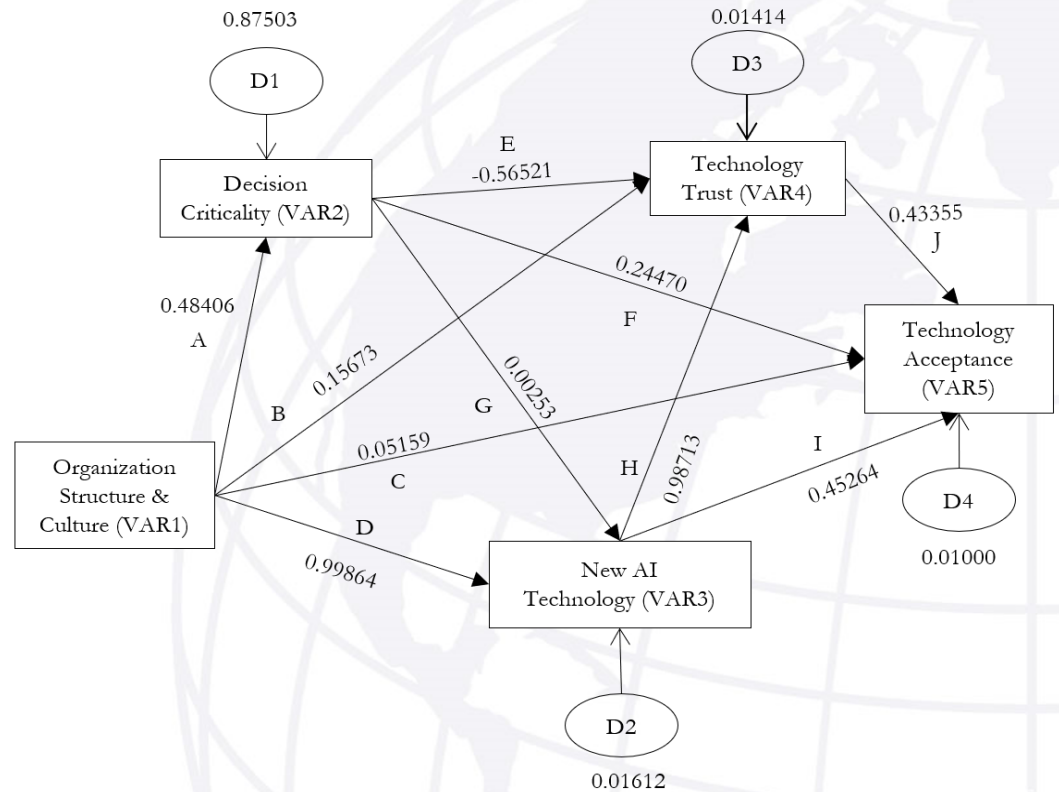 0.87503
D1
0.01414
D3
E
-0.56521
Decision
Criticality (VAR2)
Technology
Trust (VAR4)
0.43355
J
0.24470
F
0.48406
A
Technology
Acceptance
(VAR5)
0.15673
B
0.00253
G
0.05159
C
H
0.98713
I
0.45264
Organization
Structure &
Culture (VAR1)
D
0.99864
D4
0.01000
New AI
Technology (VAR3)
D2
0.01612